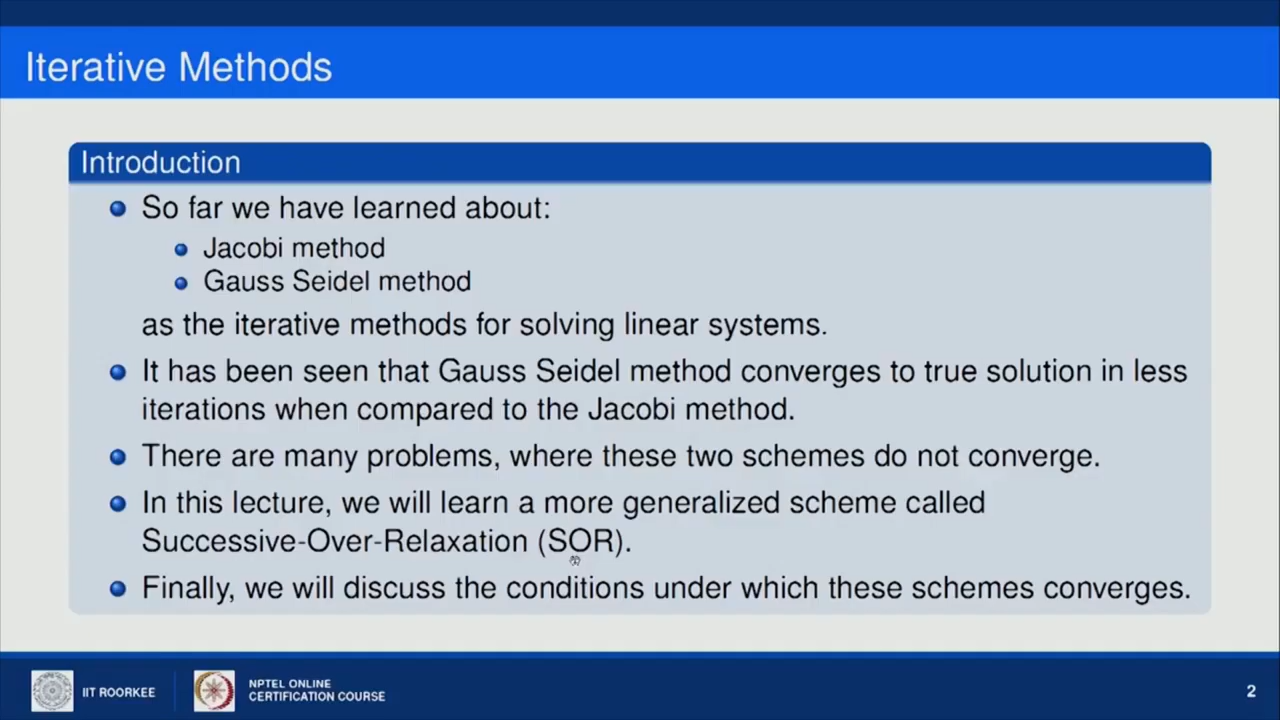 Iterative Methods
Introduction
So far we have learned about:
Jacobi method
Gauss Seidel method
as the iterative methods for solving linear systems.
It has been seen that Gauss Seidel method converges to true solution in less
iterations when compared to the Jacobi method.
There are many problems, where these two schemes do not converge.
In this lecture, we will learn a more generalized scheme called
Successive-Over-Relaxation (SOR).
Finally, we will discuss the conditions under which these schemes converges.
IIT ROORKEE
NPTEL ONLINE
CERTIFICATION COURSE
2